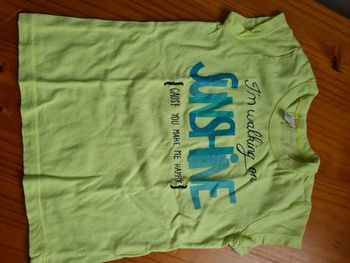 I'm walking on
SUNSHINE
{CAUSE YOU MAKE ME HAPPY}